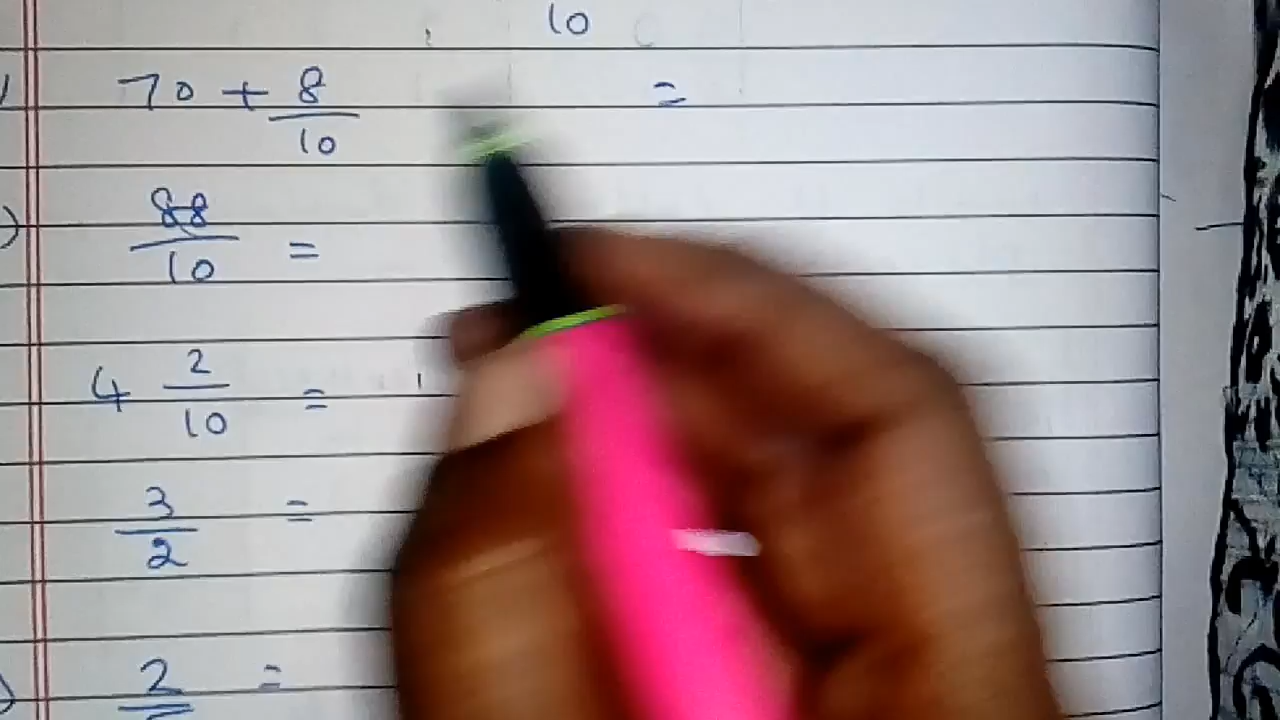 10
70 + 8/10 =
88/10 =
4 2/10 =
3/2 =
2/ =